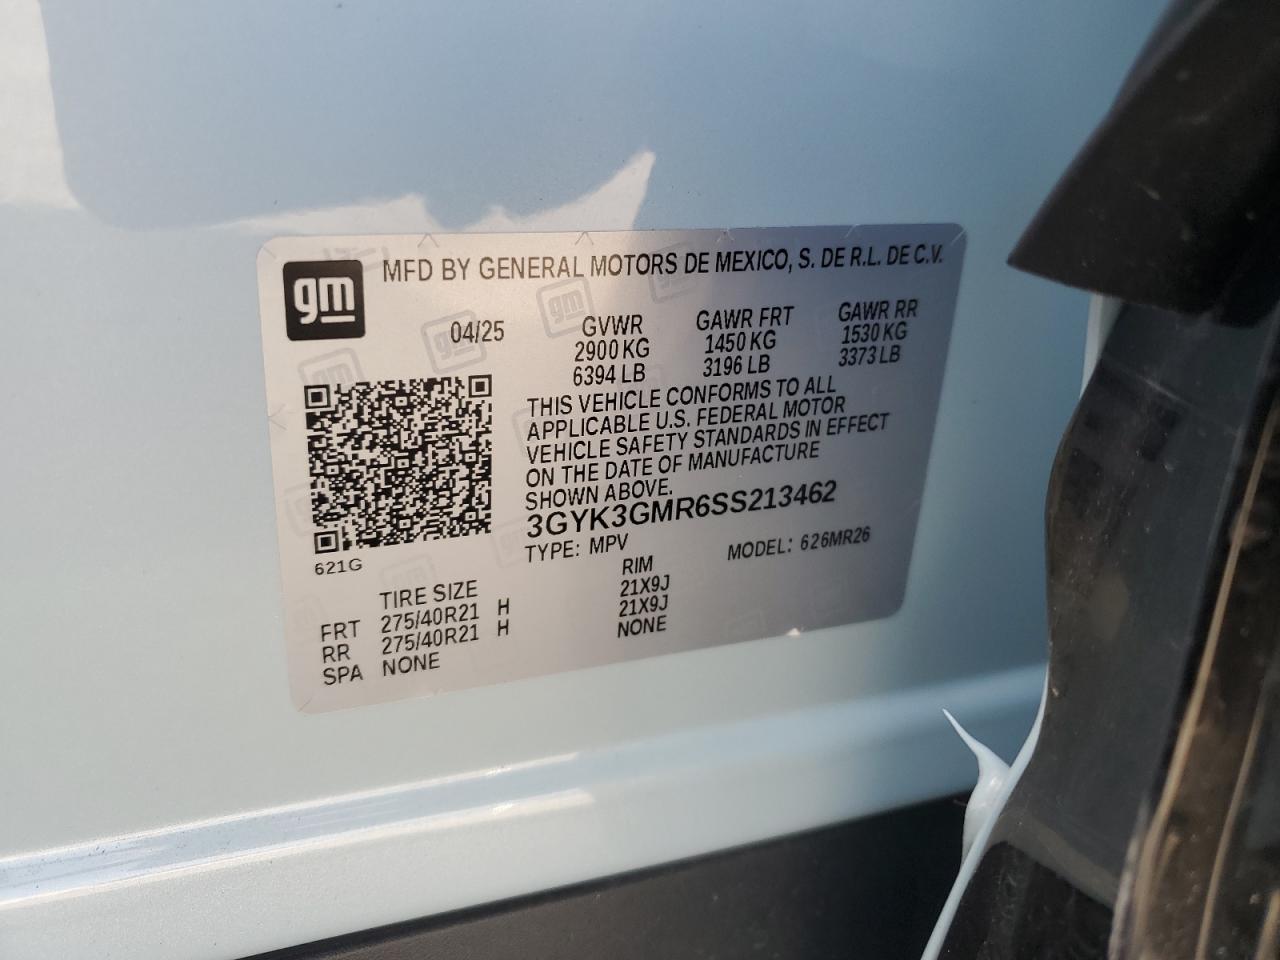 gm MFD BY GENERAL MOTORS DE MEXICO, S. DE R.L. DE C.V.
04/25 GVWR GAWR FRT GAWR RR
2900 KG 1450 KG 1530 KG
6394 LB 3196 LB 3373 LB
THIS VEHICLE CONFORMS TO ALL
APPLICABLE U.S. FEDERAL MOTOR
VEHICLE SAFETY STANDARDS IN EFFECT
ON THE DATE OF MANUFACTURE
SHOWN ABOVE.
3GYK3GMR6SS213462
TYPE: MPV MODEL: 626MR26
621G
TIRE SIZE RIM
FRT 275/40R21 H 21X9J
RR 275/40R21 H 21X9J
SPA NONE NONE